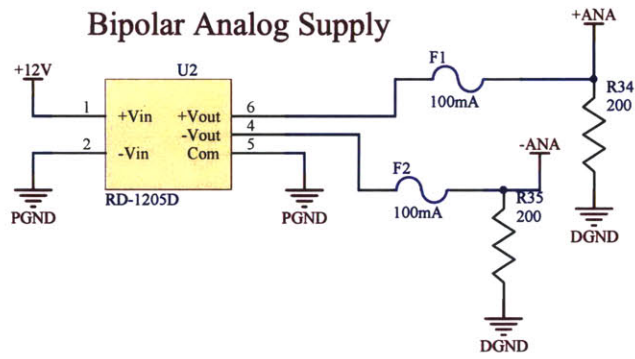 Bipolar Analog Supply
+ANA
+12V
U2
F1
1
+Vin
+Vout
6
100mA
R34
200
-Vout
4
2
-Vin
Com
5
-ANA
F2
PGND
RD-1205D
PGND
100mA
R35
200
DGND
DGND